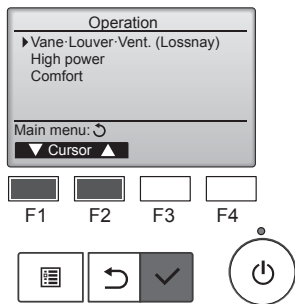 Operation
Vane·Louver·Vent. (Lossnay)
High power
Comfort
Main menu:
Cursor
F1 F2 F3 F4